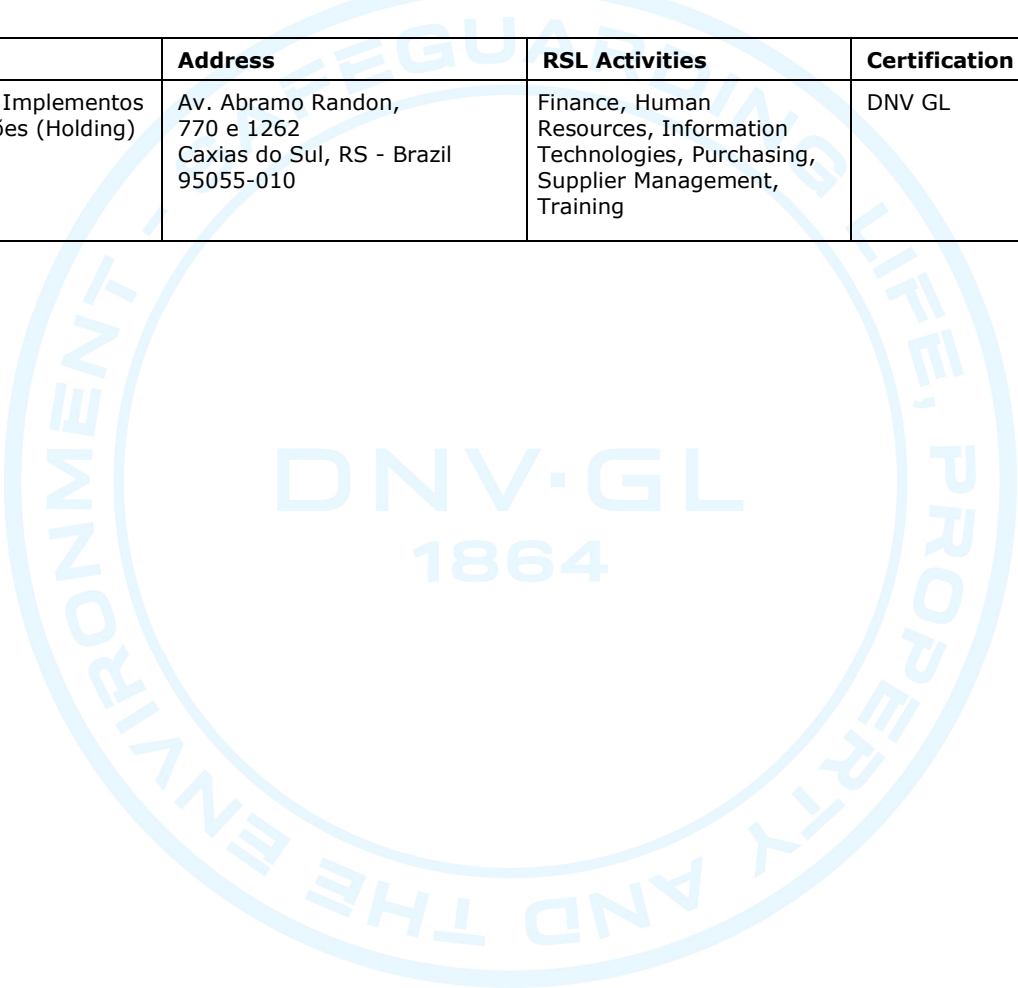 Address
RSL Activities
Certification
Implementos
ões (Holding)
Av. Abramo Randon,
770 e 1262
Caxias do Sul, RS - Brazil
95055-010
Finance, Human
Resources, Information
Technologies, Purchasing,
Supplier Management,
Training
DNV GL
SAFEGUARDING LIFE, PROPERTY AND THE ENVIRONMENT -
DNV·GL
1864